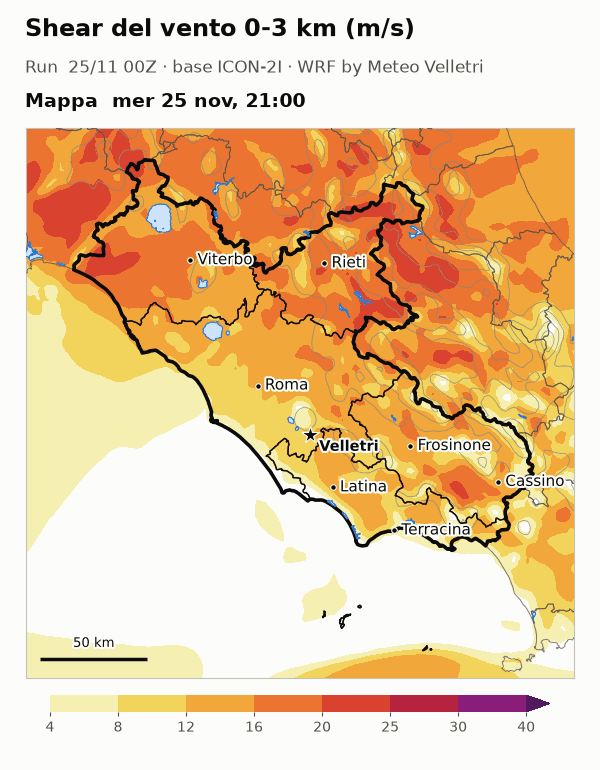 Shear del vento 0-3 km (m/s)
Run  25/11 00Z · base ICON-2I · WRF by Meteo Velletri
Mappa  mer 25 nov, 21:00
Viterbo
Rieti
Roma
Velletri
Frosinone
Latina
Cassino
Terracina
50 km
4 8 12 16 20 25 30 40